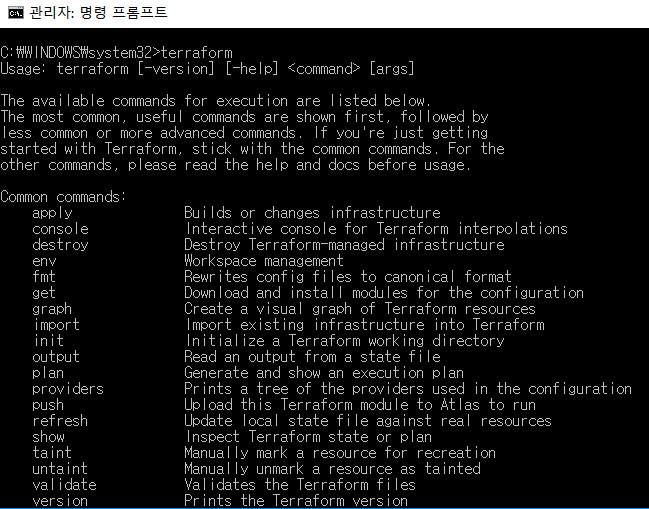 관리자: 명령 프롬프트
C:₩WINDOWS₩system32>terraform
Usage: terraform [-version] [-help] <command> [args]
The available commands for execution are listed below.
The most common, useful commands are shown first, followed by
less common or more advanced commands. If you're just getting
started with Terraform, stick with the common commands. For the
other commands, please read the help and docs before usage.
Common commands:
apply Builds or changes infrastructure
console Interactive console for Terraform interpolations
destroy Destroy Terraform-managed infrastructure
env Workspace management
fmt Rewrites config files to canonical format
get Download and install modules for the configuration
graph Create a visual graph of Terraform resources
import Import existing infrastructure into Terraform
init Initialize a Terraform working directory
output Read an output from a state file
plan Generate and show an execution plan
providers Prints a tree of the providers used in the configuration
push Upload this Terraform module to Atlas to run
refresh Update local state file against real resources
show Inspect Terraform state or plan
taint Manually mark a resource for recreation
untaint Manually unmark a resource as tainted
validate Validates the Terraform files
version Prints the Terraform version